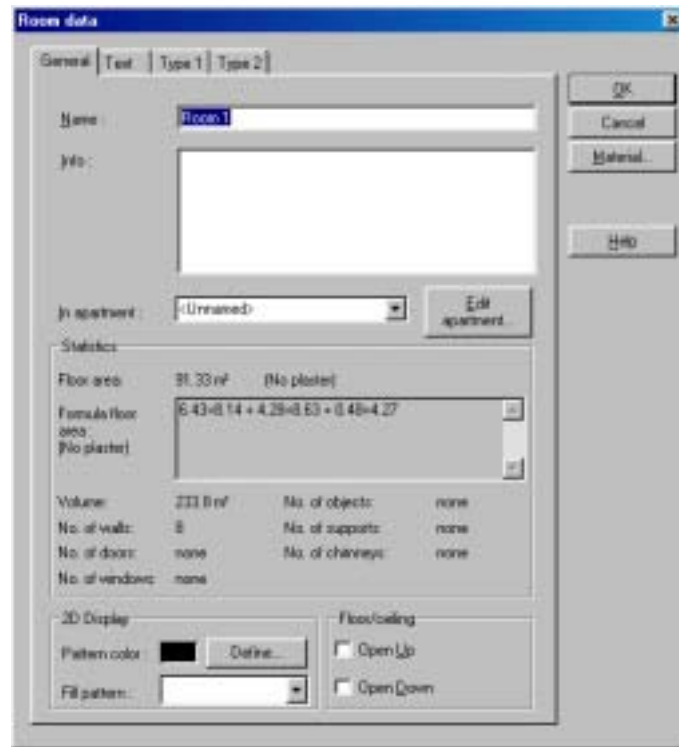 Room data
General Text Type 1 Type 2
OK
Name : Room 1
Cancel
Info :
Material...
Help
In apartment : <Unnamed>
Edit apartment...
Statistics
Floor area: 91.33 m² (No plaster)
Formula floor area : (No plaster)
6.43×8.14 + 4.28×8.63 + 0.48×4.27
Volume: 233.8 m³ No. of objects: none
No. of walls: 8 No. of supports: none
No. of doors: none No. of chimneys: none
No. of windows: none
2D Display
Floor/ceiling
Pattern color : Define...
Open Up
Fill pattern :
Open Down